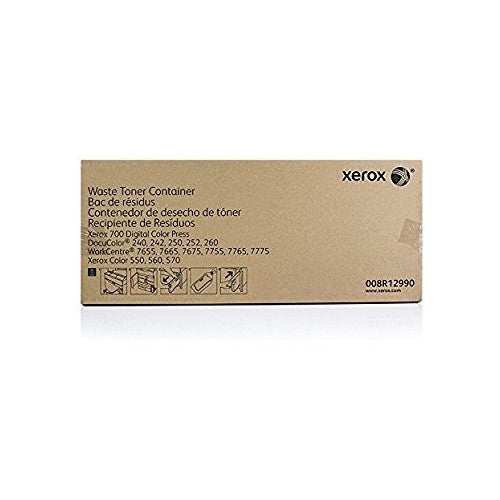 xerox
Waste Toner Container
Bac de résidus
Contenedor de desecho de tóner
Recipiente de Resíduos
Xerox 700 Digital Color Press
DocuColor® 240, 242, 250, 252, 260
WorkCentre® 7655, 7665, 7675, 7755, 7765, 7775
Xerox Color 550, 560, 570
008R12990
www.xerox.com